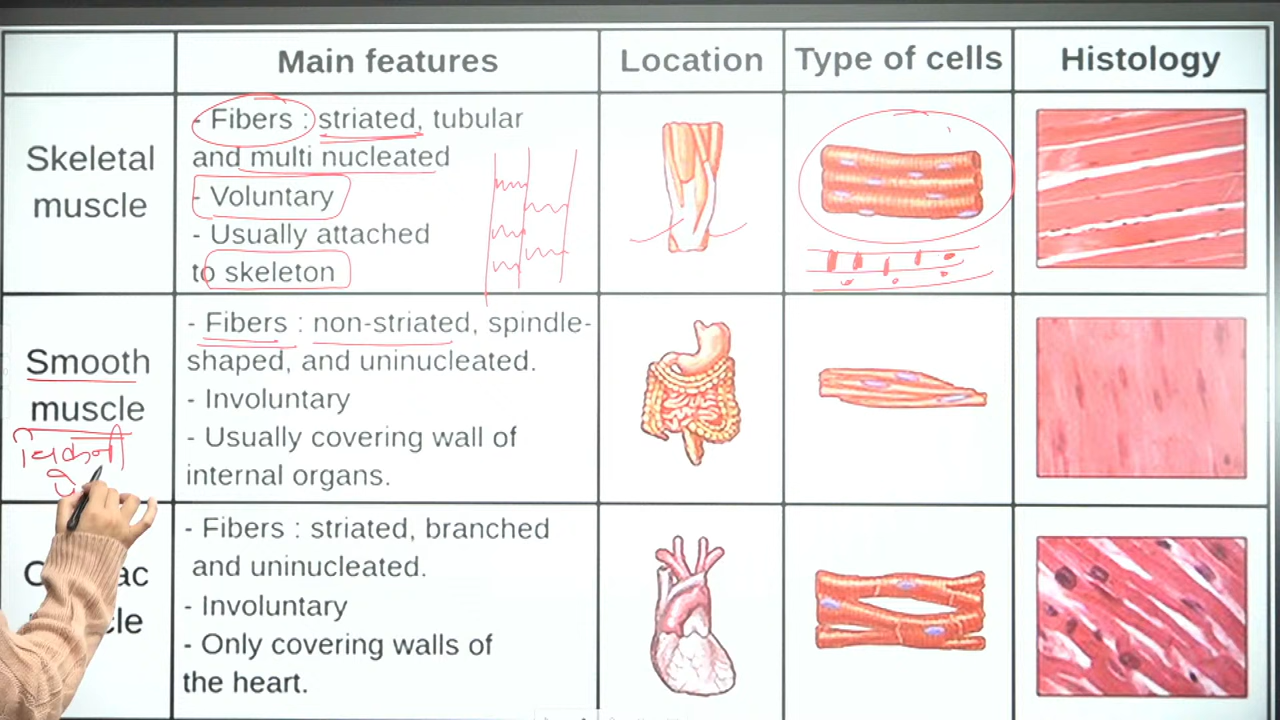 Main features
Location
Type of cells
Histology
Skeletal
muscle
- Fibers : striated, tubular
and multi nucleated
- Voluntary
- Usually attached
to skeleton
Smooth
muscle
चिकनी
- Fibers : non-striated, spindle-
shaped, and uninucleated.
- Involuntary
- Usually covering wall of
internal organs.
- Fibers : striated, branched
and uninucleated.
- Involuntary
- Only covering walls of
the heart.